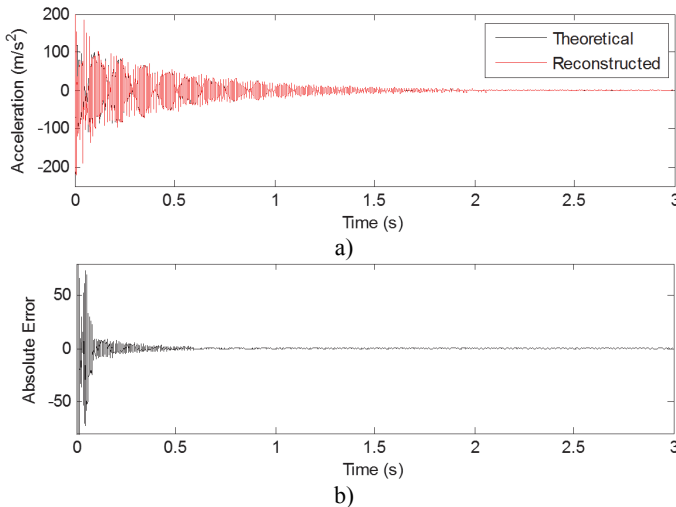 200
100
0
-100
-200
Acceleration (m/s²)
Theoretical
Reconstructed
0 0.5 1 1.5 2 2.5 3
Time (s)
a)
50
0
-50
Absolute Error
0 0.5 1 1.5 2 2.5 3
Time (s)
b)